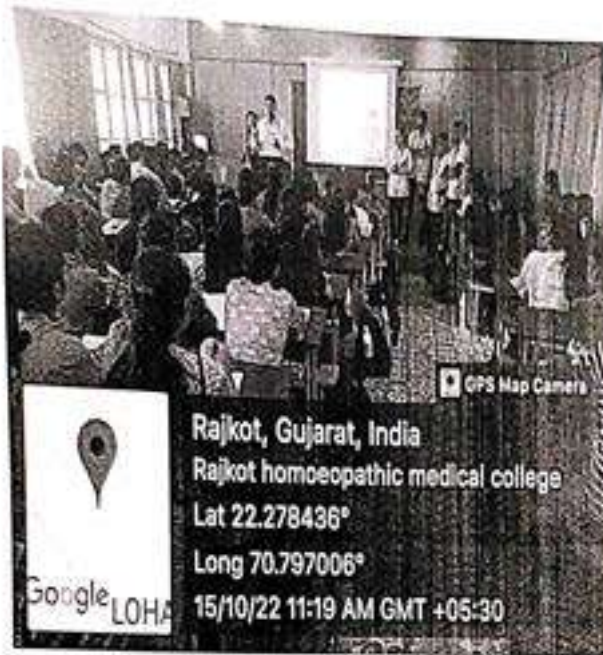 GPS Map Camera
Rajkot, Gujarat, India
Rajkot homoeopathic medical college
Lat 22.278436°
Long 70.797006°
15/10/22 11:19 AM GMT +05:30
Google
LOHA